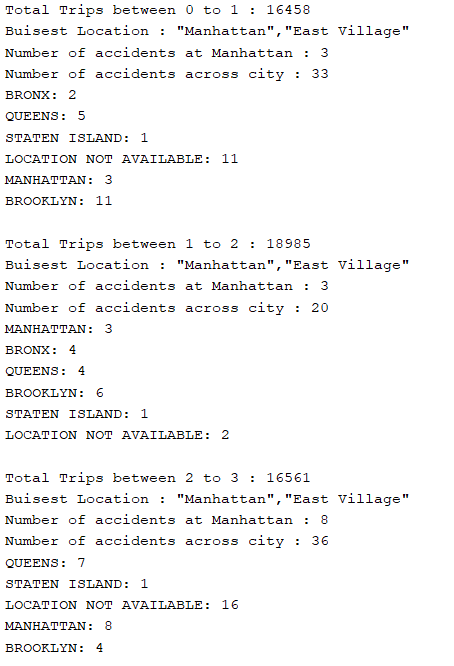 Total Trips between 0 to 1 : 16458
Buisest Location : "Manhattan","East Village"
Number of accidents at Manhattan : 3
Number of accidents across city : 33
BRONX: 2
QUEENS: 5
STATEN ISLAND: 1
LOCATION NOT AVAILABLE: 11
MANHATTAN: 3
BROOKLYN: 11
Total Trips between 1 to 2 : 18985
Buisest Location : "Manhattan","East Village"
Number of accidents at Manhattan : 3
Number of accidents across city : 20
MANHATTAN: 3
BRONX: 4
QUEENS: 4
BROOKLYN: 6
STATEN ISLAND: 1
LOCATION NOT AVAILABLE: 2
Total Trips between 2 to 3 : 16561
Buisest Location : "Manhattan","East Village"
Number of accidents at Manhattan : 8
Number of accidents across city : 36
QUEENS: 7
STATEN ISLAND: 1
LOCATION NOT AVAILABLE: 16
MANHATTAN: 8
BROOKLYN: 4